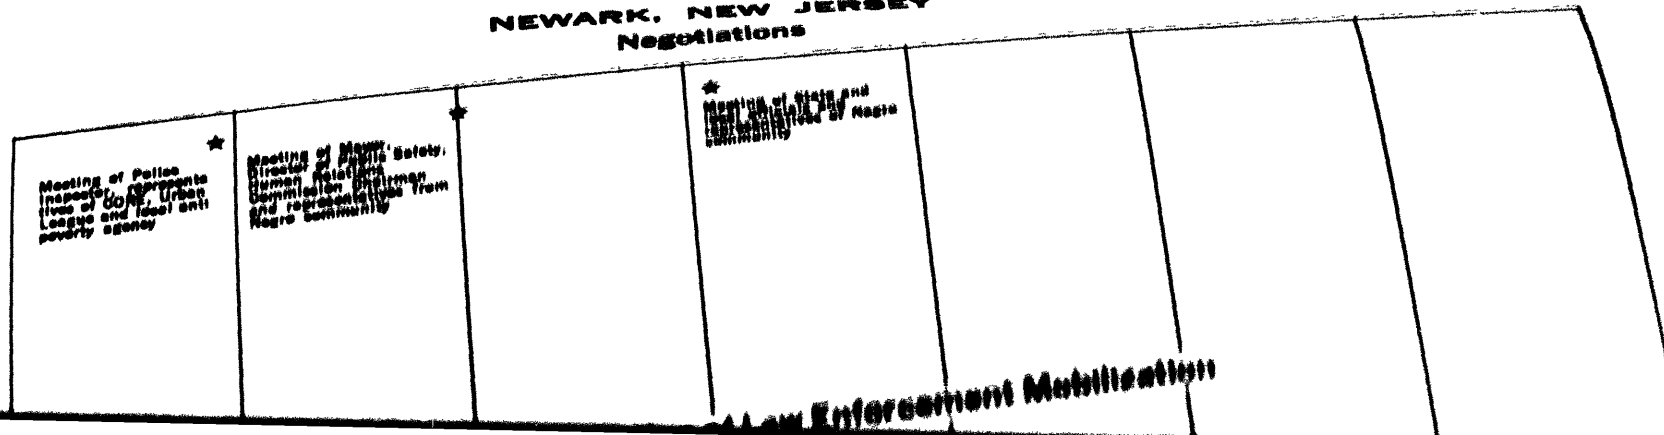 NEWARK, NEW JERSEY
Negotiations
Meeting of Police
Inspector, representa
tives of CORE, Urban
League and local anti
poverty agency
Meeting of Mayor,
Director of Public Safety,
Human Relations
Commission Chairman
and representatives from
Negro community
Meeting of State and
local officials and
representatives of Negro
community
Law Enforcement Mobilization